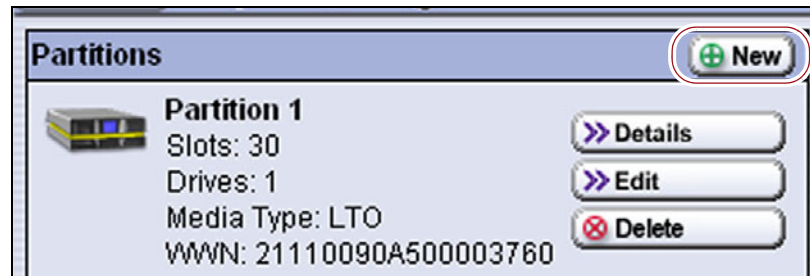 Partitions
New
Partition 1
Slots: 30
Details
Drives: 1
Edit
Media Type: LTO
Delete
WWN: 21110090A500003760